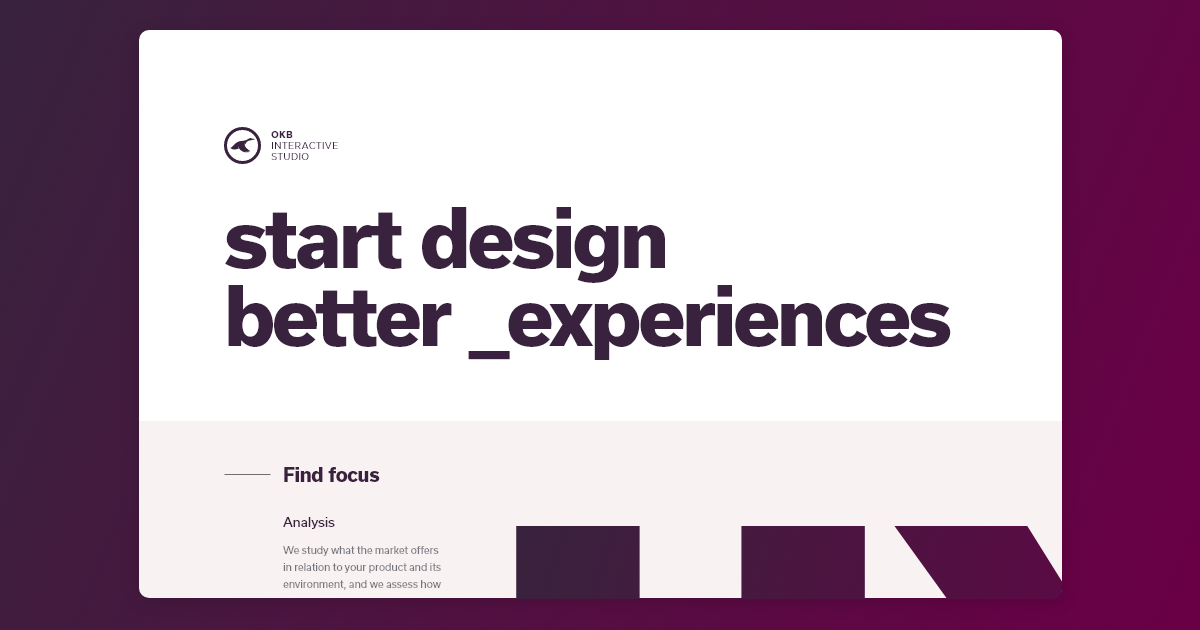 OKB
INTERACTIVE
STUDIO
start design
better _experiences
Find focus
Analysis
We study what the market offers
in relation to your product and its
environment, and we assess how